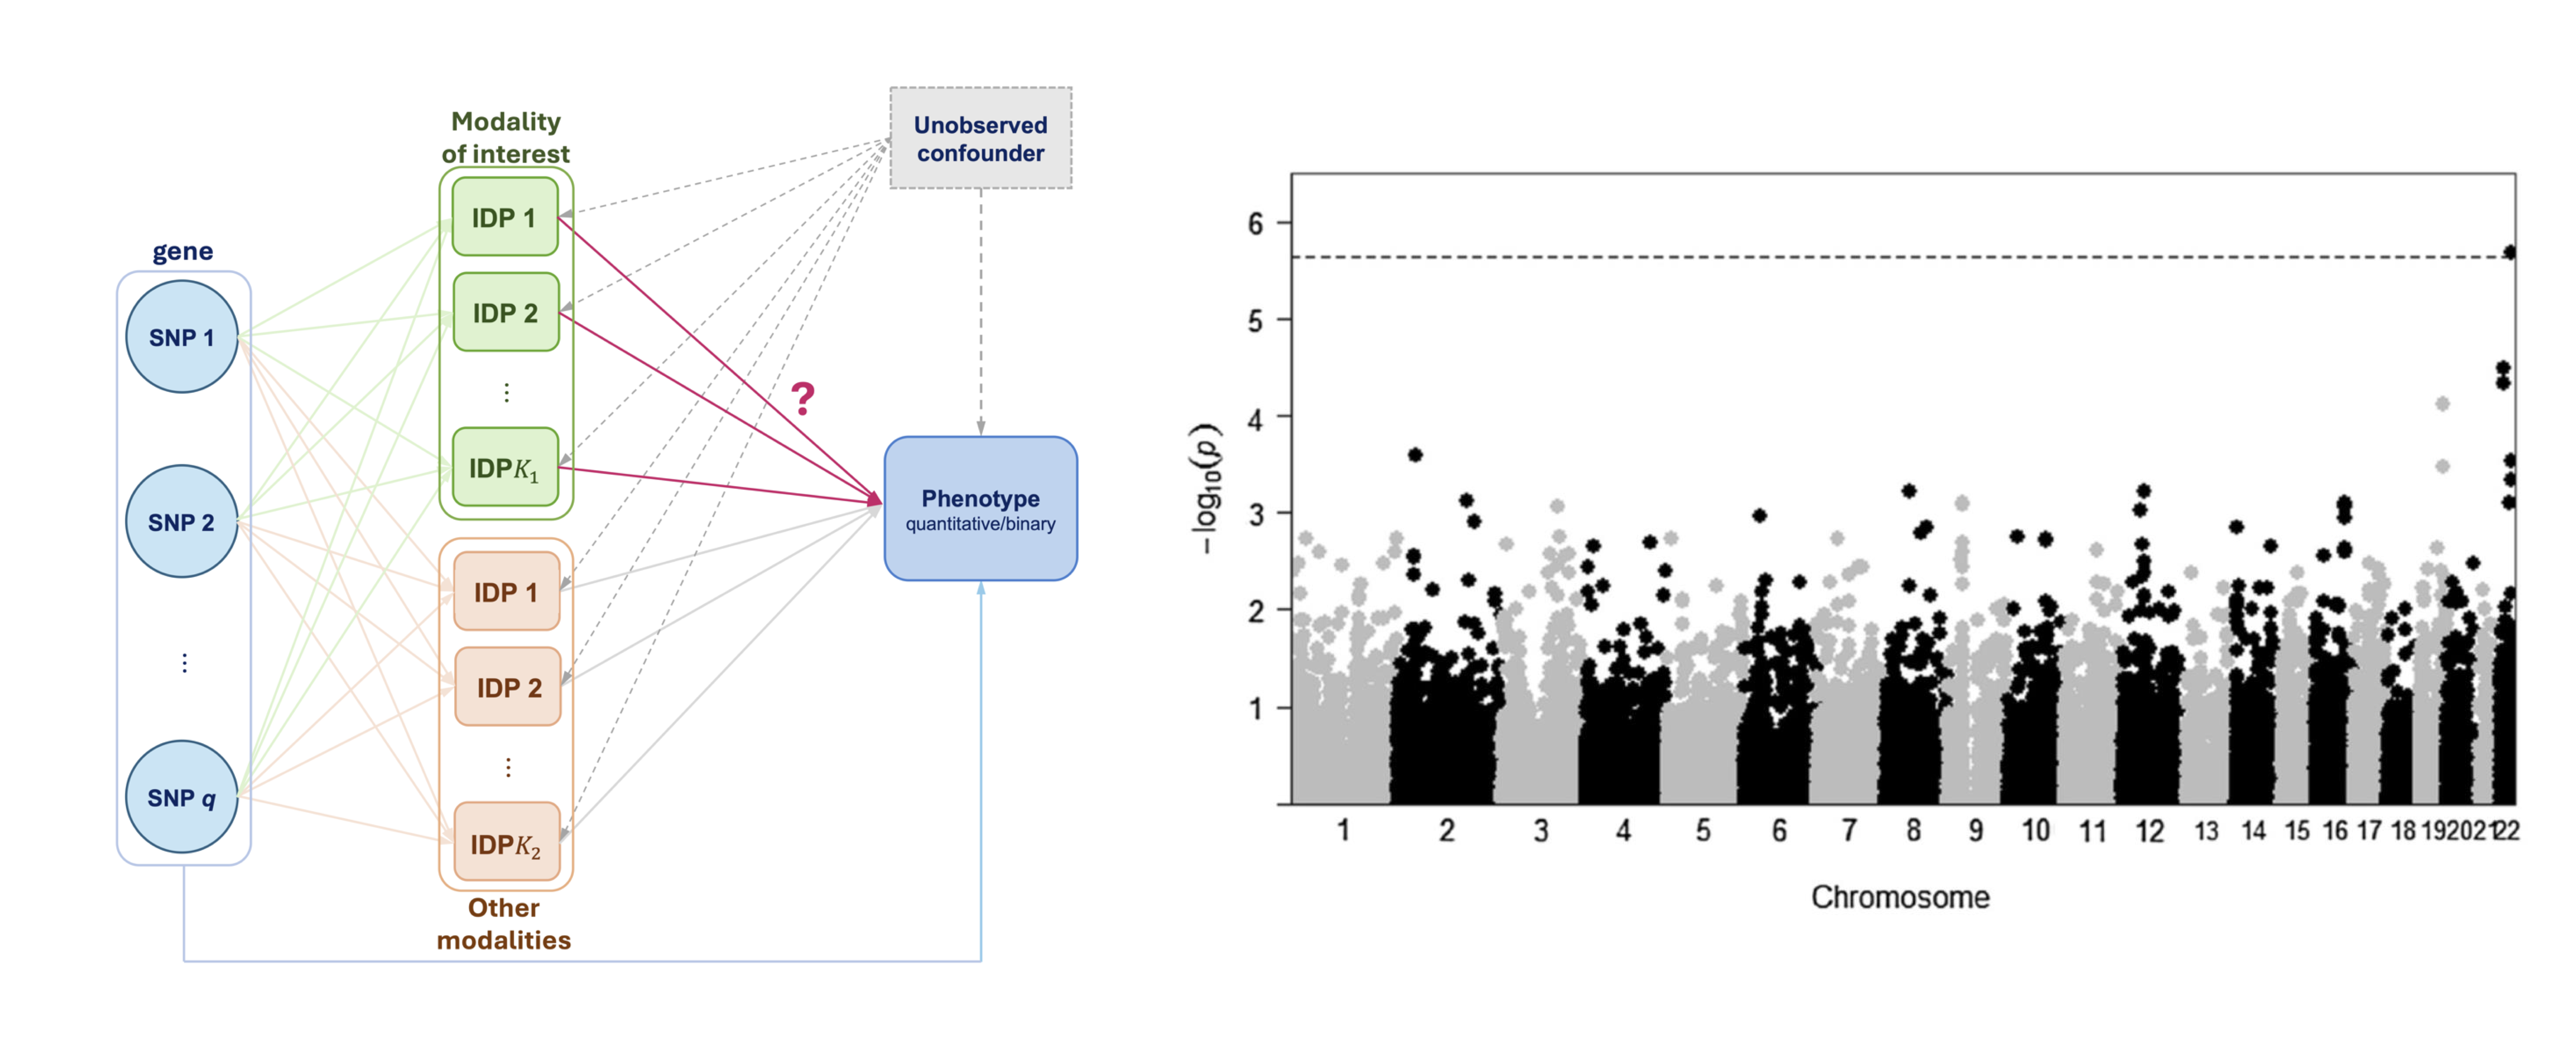 Modality
of interest
gene
SNP 1
SNP 2
⋮
SNP q
IDP 1
IDP 2
⋮
IDPK₁
IDP 1
IDP 2
⋮
IDPK₂
Other
modalities
Unobserved
confounder
?
Phenotype
quantitative/binary
−log₁₀(p)
6
5
4
3
2
1
1 2 3 4 5 6 7 8 9 10 11 12 13 14 15 16 17 18 19 20 21 22
Chromosome